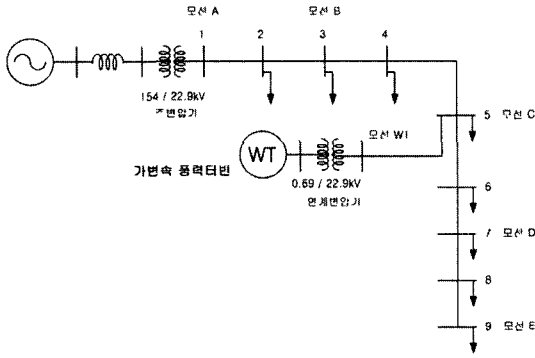 모선 A
모선 B
1
2
3
4
154 / 22.9kV
주변압기
5 모선 C
모선 W1
WT
가변속 풍력터빈
0.69 / 22.9kV
연계변압기
6
7 모선 D
8
9 모선 E